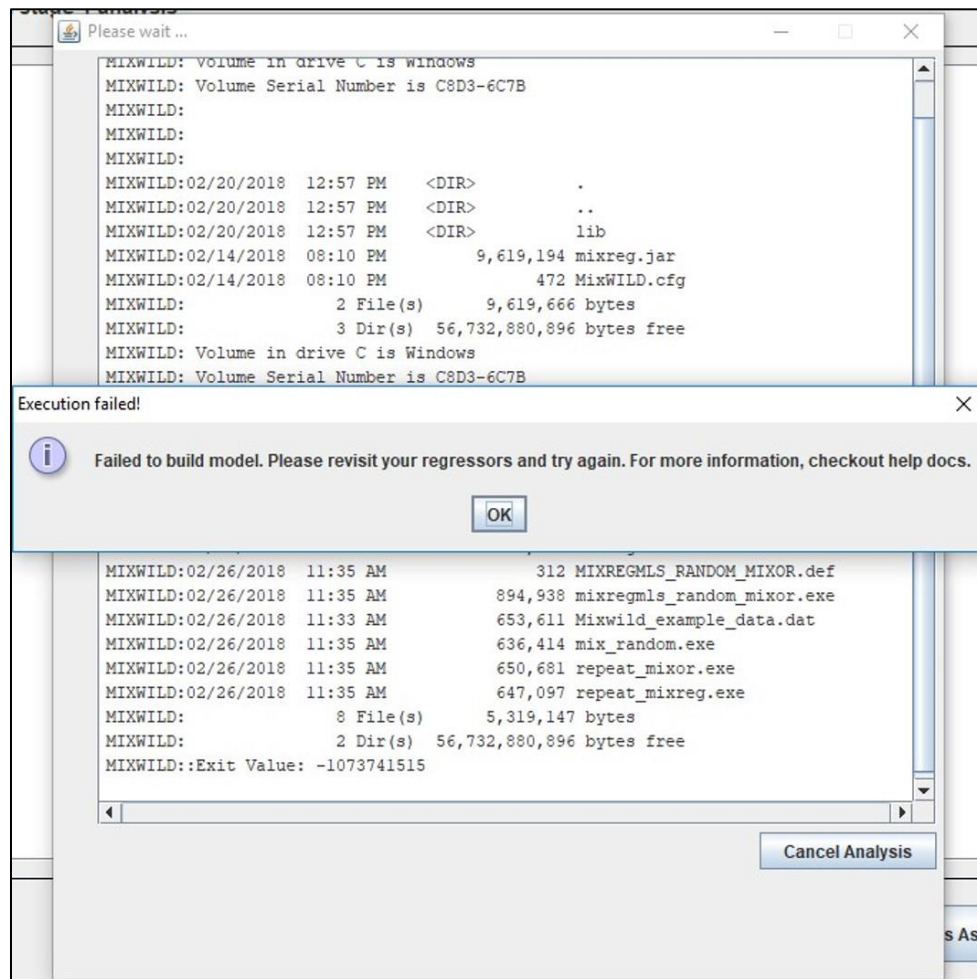 Please wait ...
MIXWILD: Volume in drive C is Windows
MIXWILD: Volume Serial Number is C8D3-6C7B
MIXWILD:
MIXWILD:
MIXWILD:
MIXWILD:02/20/2018 12:57 PM <DIR> .
MIXWILD:02/20/2018 12:57 PM <DIR> ..
MIXWILD:02/20/2018 12:57 PM <DIR> lib
MIXWILD:02/14/2018 08:10 PM 9,619,194 mixreg.jar
MIXWILD:02/14/2018 08:10 PM 472 MixWILD.cfg
MIXWILD: 2 File(s) 9,619,666 bytes
MIXWILD: 3 Dir(s) 56,732,880,896 bytes free
MIXWILD: Volume in drive C is Windows
MIXWILD: Volume Serial Number is C8D3-6C7B
Execution failed!
Failed to build model. Please revisit your regressors and try again. For more information, checkout help docs.
OK
MIXWILD:02/26/2018 11:35 AM 312 MIXREGMLS_RANDOM_MIXOR.def
MIXWILD:02/26/2018 11:35 AM 894,938 mixregmls_random_mixor.exe
MIXWILD:02/26/2018 11:33 AM 653,611 Mixwild_example_data.dat
MIXWILD:02/26/2018 11:35 AM 636,414 mix_random.exe
MIXWILD:02/26/2018 11:35 AM 650,681 repeat_mixor.exe
MIXWILD:02/26/2018 11:35 AM 647,097 repeat_mixreg.exe
MIXWILD: 8 File(s) 5,319,147 bytes
MIXWILD: 2 Dir(s) 56,732,880,896 bytes free
MIXWILD::Exit Value: -1073741515
Cancel Analysis
s As